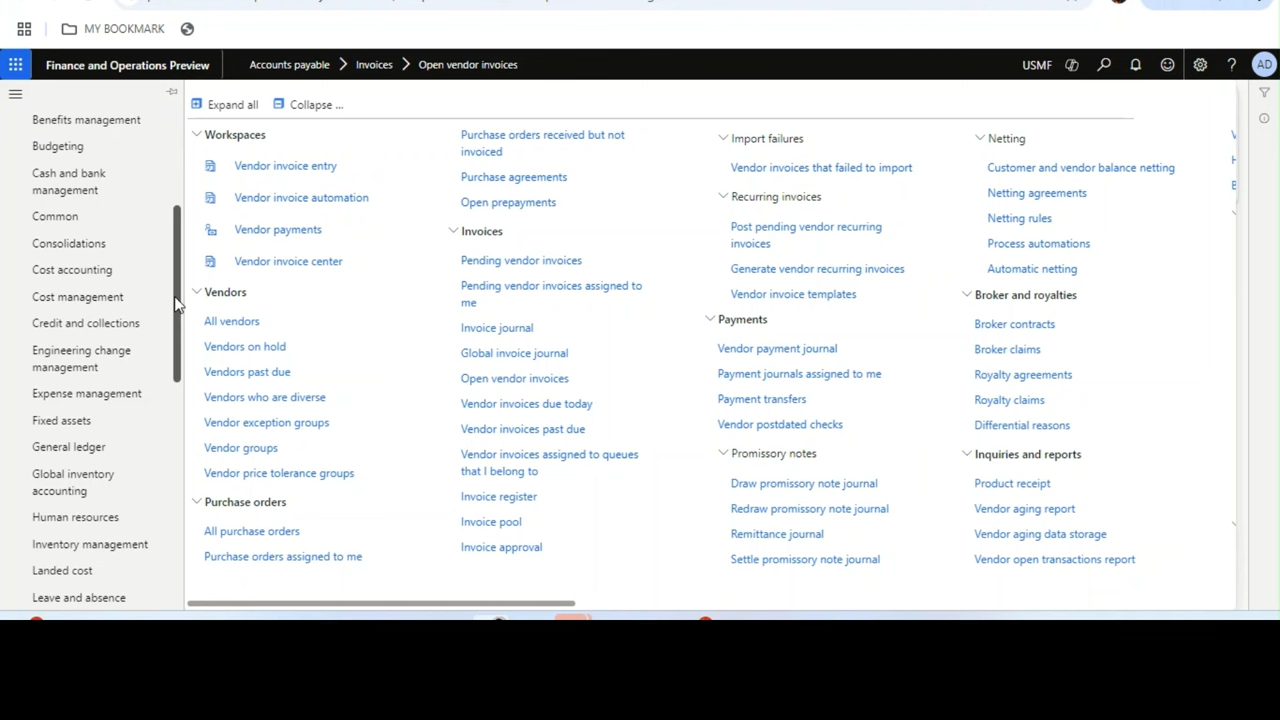 MY BOOKMARK
Finance and Operations Preview
Accounts payable
Invoices
Open vendor invoices
USMF
?
AD
Benefits management
Budgeting
Cash and bank
management
Common
Consolidations
Cost accounting
Cost management
Credit and collections
Engineering change
management
Expense management
Fixed assets
General ledger
Global inventory
accounting
Human resources
Inventory management
Landed cost
Leave and absence
Expand all
Collapse ...
Workspaces
Vendor invoice entry
Vendor invoice automation
Vendor payments
Vendor invoice center
Vendors
All vendors
Vendors on hold
Vendors past due
Vendors who are diverse
Vendor exception groups
Vendor groups
Vendor price tolerance groups
Purchase orders
All purchase orders
Purchase orders assigned to me
Purchase orders received but not
invoiced
Purchase agreements
Open prepayments
Invoices
Pending vendor invoices
Pending vendor invoices assigned to
me
Invoice journal
Global invoice journal
Open vendor invoices
Vendor invoices due today
Vendor invoices past due
Vendor invoices assigned to queues
that I belong to
Invoice register
Invoice pool
Invoice approval
Import failures
Vendor invoices that failed to import
Recurring invoices
Post pending vendor recurring
invoices
Generate vendor recurring invoices
Vendor invoice templates
Payments
Vendor payment journal
Payment journals assigned to me
Payment transfers
Vendor postdated checks
Promissory notes
Draw promissory note journal
Redraw promissory note journal
Remittance journal
Settle promissory note journal
Netting
Customer and vendor balance netting
Netting agreements
Netting rules
Process automations
Automatic netting
Broker and royalties
Broker contracts
Broker claims
Royalty agreements
Royalty claims
Differential reasons
Inquiries and reports
Product receipt
Vendor aging report
Vendor aging data storage
Vendor open transactions report